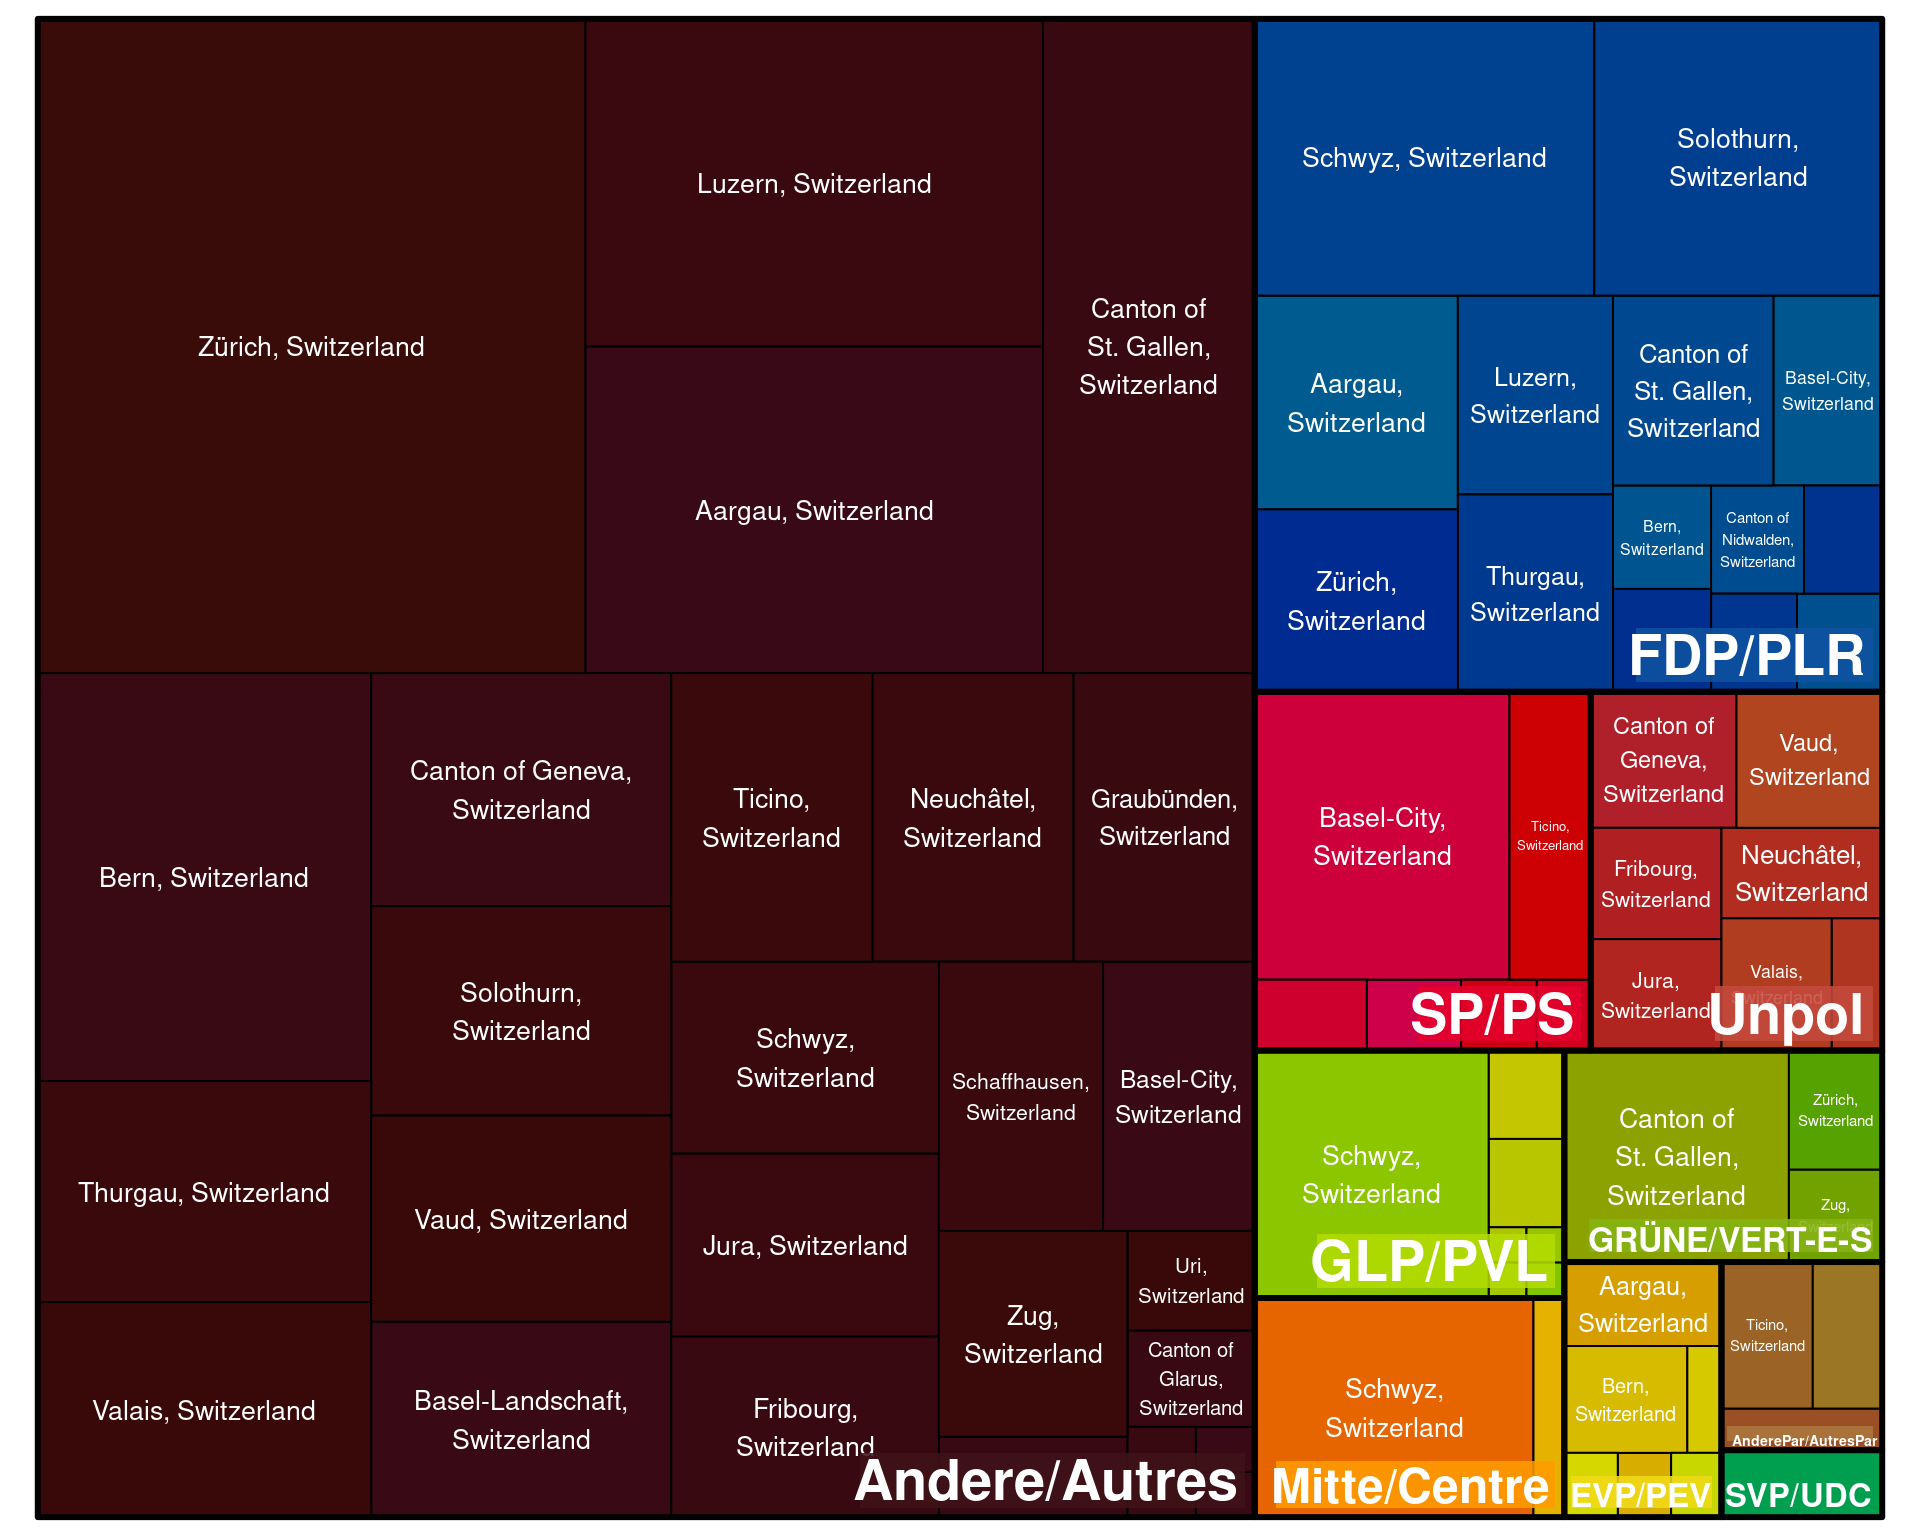 Zürich, Switzerland
Luzern, Switzerland
Aargau, Switzerland
Canton of
St. Gallen,
Switzerland
Bern, Switzerland
Thurgau, Switzerland
Valais, Switzerland
Canton of Geneva,
Switzerland
Solothurn,
Switzerland
Vaud, Switzerland
Basel-Landschaft,
Switzerland
Ticino,
Switzerland
Neuchâtel,
Switzerland
Graubünden,
Switzerland
Schwyz,
Switzerland
Jura, Switzerland
Fribourg,
Switzerland
Schaffhausen,
Switzerland
Basel-City,
Switzerland
Zug,
Switzerland
Uri,
Switzerland
Canton of
Glarus,
Switzerland
Andere/Autres
Schwyz, Switzerland
Solothurn,
Switzerland
Aargau,
Switzerland
Zürich,
Switzerland
Luzern,
Switzerland
Thurgau,
Switzerland
Canton of
St. Gallen,
Switzerland
Basel-City,
Switzerland
Bern,
Switzerland
Canton of
Nidwalden,
Switzerland
FDP/PLR
Basel-City,
Switzerland
Ticino,
Switzerland
SP/PS
Canton of
Geneva,
Switzerland
Vaud,
Switzerland
Fribourg,
Switzerland
Neuchâtel,
Switzerland
Jura,
Switzerland
Valais,
Switzerland
Unpol
Schwyz,
Switzerland
GLP/PVL
Canton of
St. Gallen,
Switzerland
Zürich,
Switzerland
Zug,
Switzerland
GRÜNE/VERT-E-S
Schwyz,
Switzerland
Mitte/Centre
Aargau,
Switzerland
Bern,
Switzerland
EVP/PEV
Ticino,
Switzerland
AnderePar/AutresPar
SVP/UDC